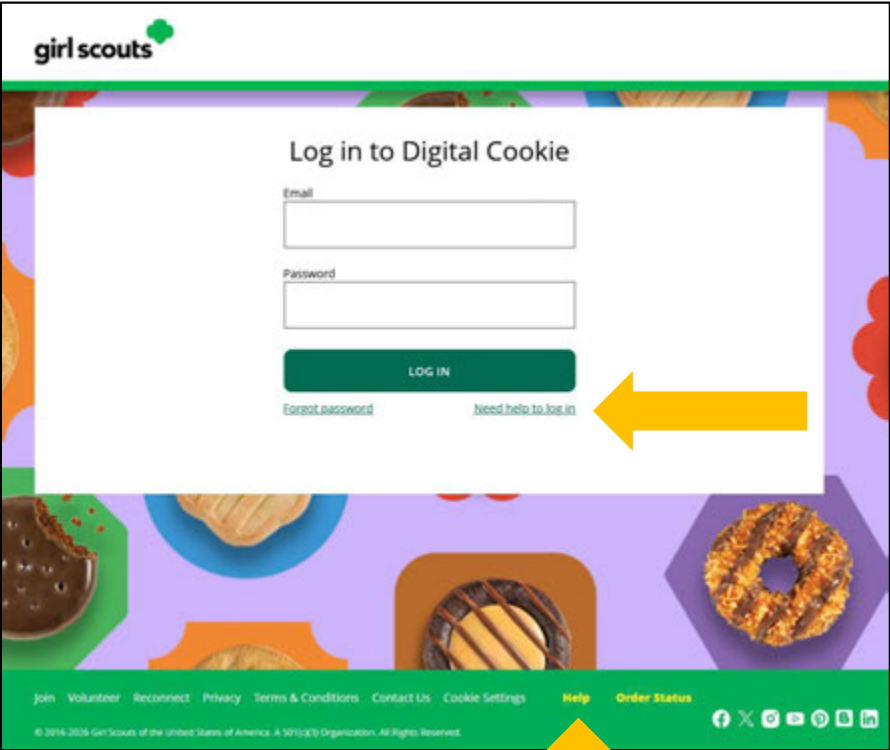 girl scouts
Log in to Digital Cookie
Email
Password
LOG IN
Forgot password Need help to log in
Join Volunteer Reconnect Privacy Terms & Conditions Contact Us Cookie Settings Help Order Status
© 2016-2026 Girl Scouts of the United States of America. A 501(c)(3) Organization. All Rights Reserved.